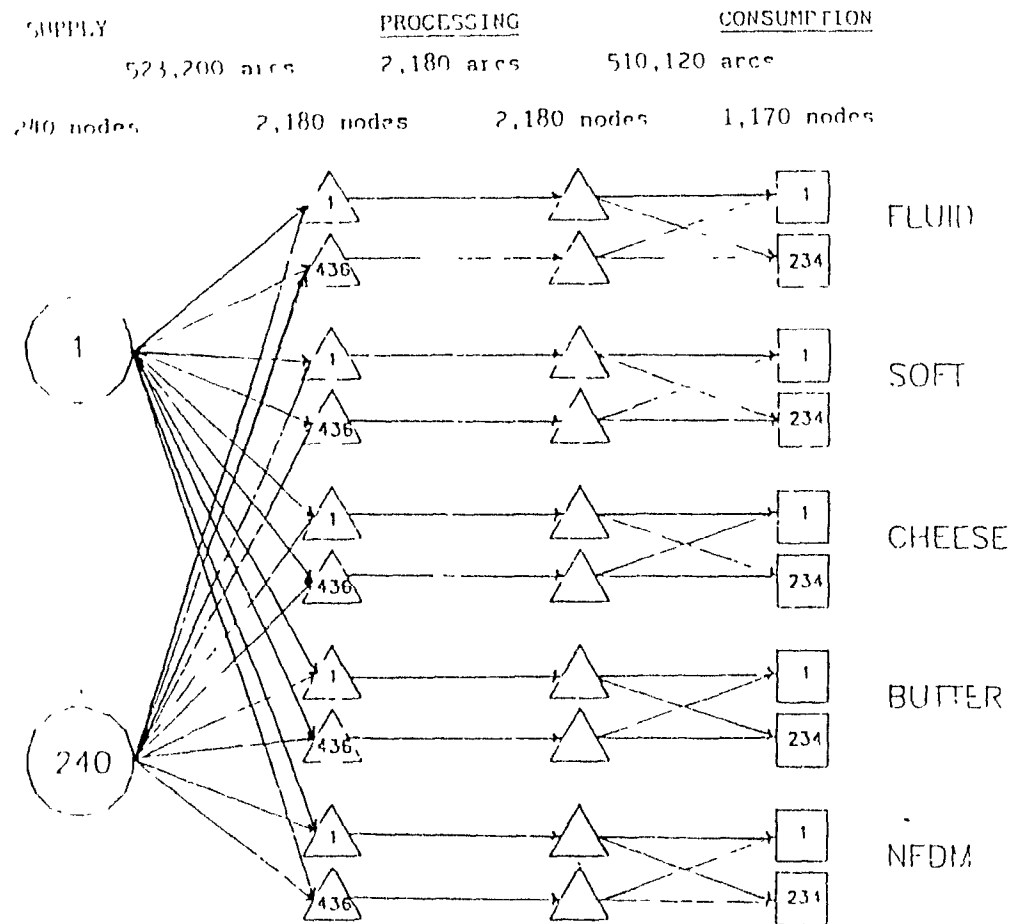 SUPPLY PROCESSING CONSUMPTION
523,200 arcs 2,180 arcs 510,120 arcs
240 nodes 2,180 nodes 2,180 nodes 1,170 nodes
1 1
FLUID
436 234
1
1 1
SOFT
436 234
1 1
CHEESE
436 234
1 1
BUTTER
436 234
240
1 1
NFDM
436 234